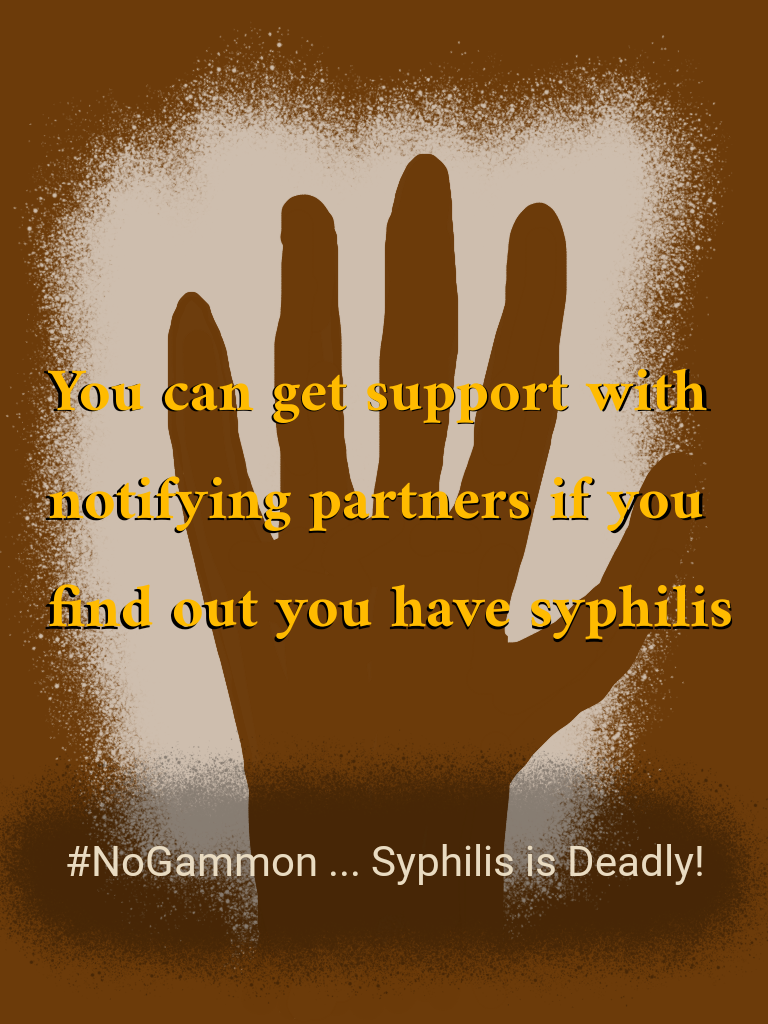 You can get support with
notifying partners if you
find out you have syphilis
#NoGammon ... Syphilis is Deadly!